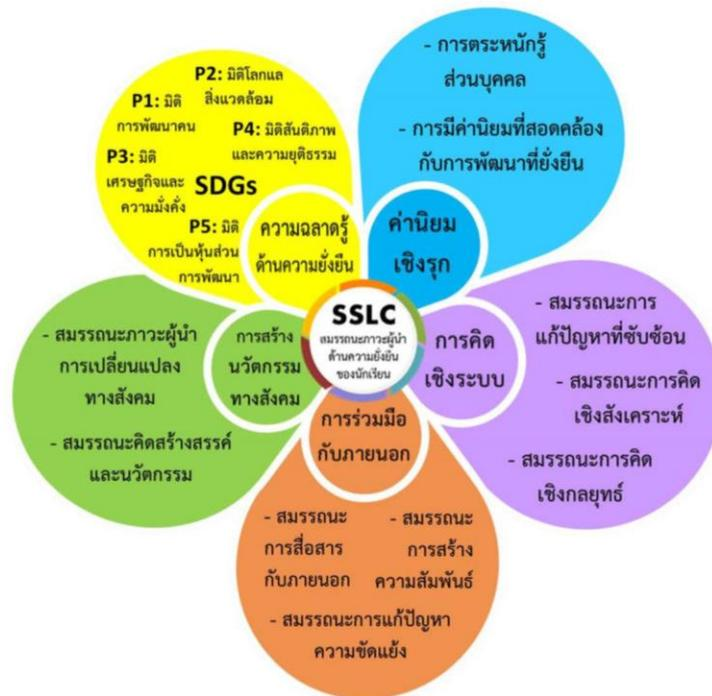 P2: มิติโลกแล
สิ่งแวดล้อม
P1: มิติ
การพัฒนาคน
P4: มิติสันติภาพ
และความยุติธรรม
P3: มิติ
เศรษฐกิจและ
ความมั่งคั่ง
SDGs
P5: มิติ
การเป็นหุ้นส่วน
การพัฒนา
ความฉลาดรู้
ด้านความยั่งยืน
- การตระหนักรู้
ส่วนบุคคล
- การมีค่านิยมที่สอดคล้อง
กับการพัฒนาที่ยั่งยืน
ค่านิยม
เชิงรุก
- สมรรถนะการ
แก้ปัญหาที่ซับซ้อน
- สมรรถนะการคิด
เชิงสังเคราะห์
- สมรรถนะการคิด
เชิงกลยุทธ์
การคิด
เชิงระบบ
SSLC
สมรรถนะภาวะผู้นำ
ด้านความยั่งยืน
ของนักเรียน
การสร้าง
นวัตกรรม
ทางสังคม
- สมรรถนะภาวะผู้นำ
การเปลี่ยนแปลง
ทางสังคม
- สมรรถนะคิดสร้างสรรค์
และนวัตกรรม
การร่วมมือ
กับภายนอก
- สมรรถนะ
การสื่อสาร
กับภายนอก
- สมรรถนะ
การสร้าง
ความสัมพันธ์
- สมรรถนะการแก้ปัญหา
ความขัดแย้ง